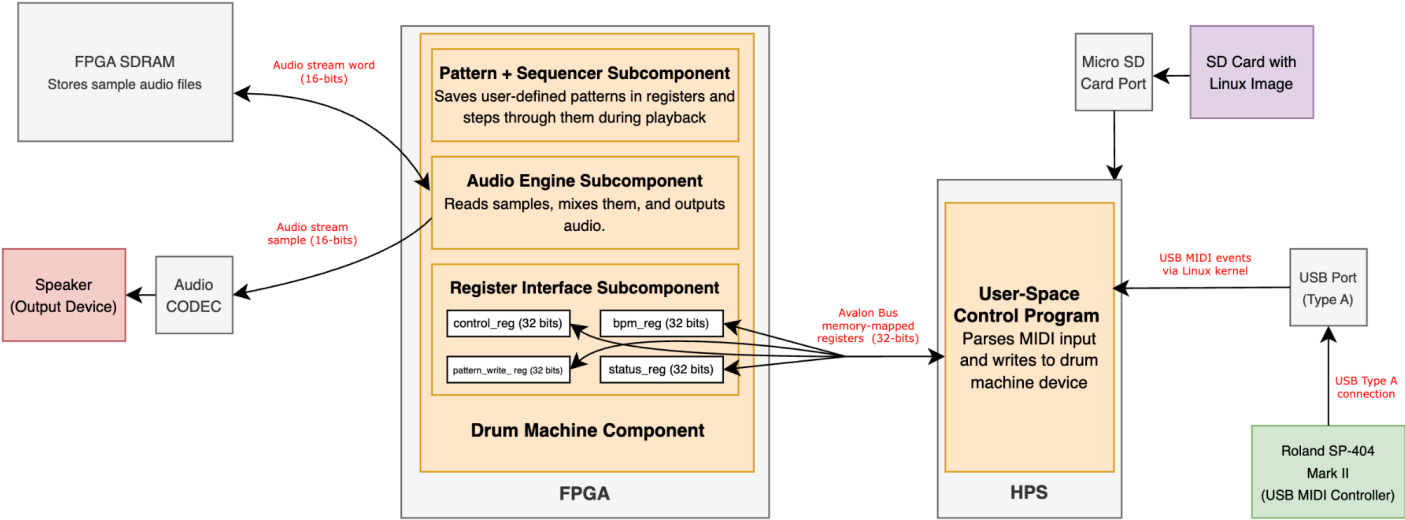 FPGA SDRAM
Stores sample audio files
Audio stream word
(16-bits)
Pattern + Sequencer Subcomponent
Saves user-defined patterns in registers and
steps through them during playback
Micro SD
Card Port
SD Card with
Linux Image
Audio Engine Subcomponent
Reads samples, mixes them, and outputs
audio.
Audio stream
sample (16-bits)
Speaker
(Output Device)
Audio
CODEC
Register Interface Subcomponent
control_reg (32 bits)
bpm_reg (32 bits)
pattern_write_ reg (32 bits)
status_reg (32 bits)
Drum Machine Component
FPGA
Avalon Bus
memory-mapped
registers (32-bits)
User-Space
Control Program
Parses MIDI input
and writes to drum
machine device
HPS
USB MIDI events
via Linux kernel
USB Port
(Type A)
USB Type A
connection
Roland SP-404
Mark II
(USB MIDI Controller)